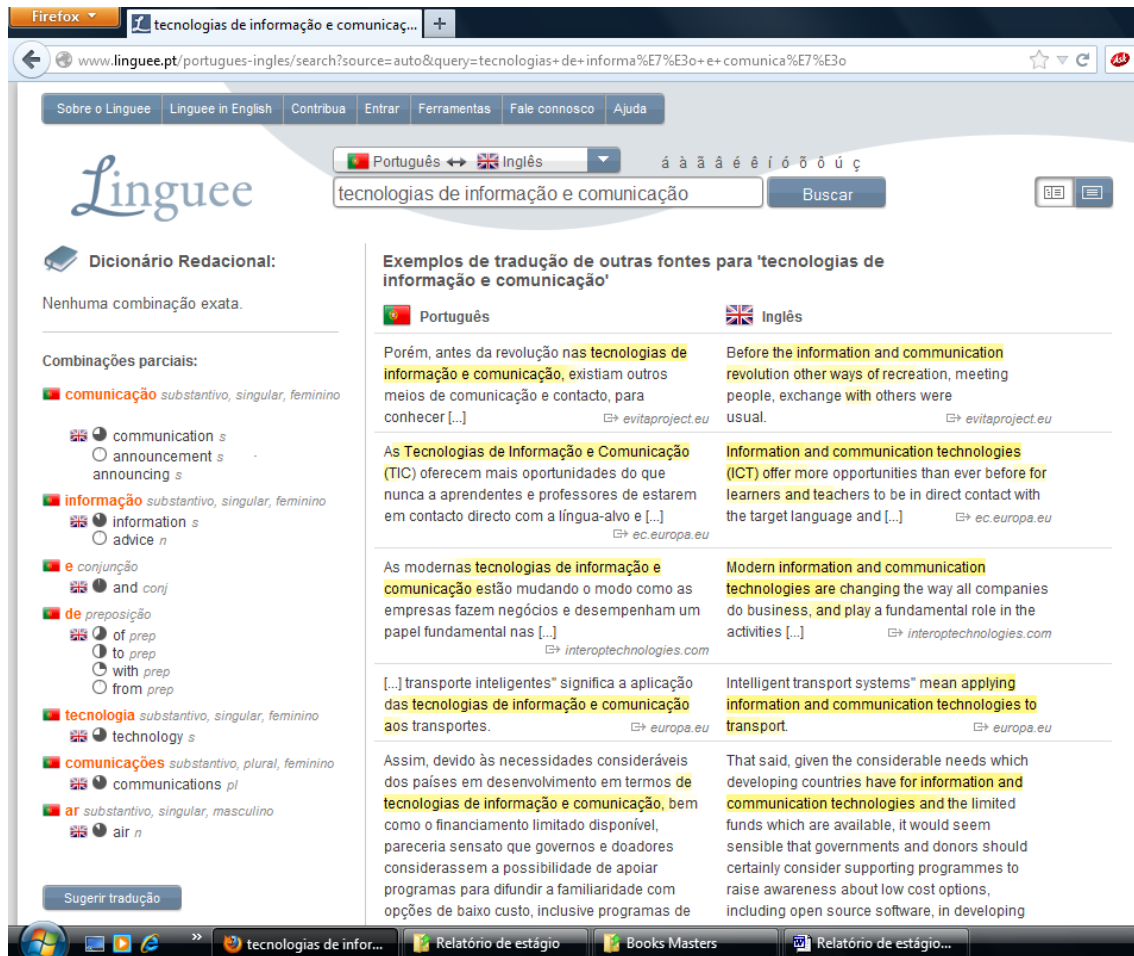 Firefox
tecnologias de informação e comunicaç...
www.linguee.pt/portugues-ingles/search?source=auto&query=tecnologias+de+informa%E7%E3o+e+comunica%E7%E3o
Ask
Sobre o Linguee Linguee in English Contribua Entrar Ferramentas Fale connosco Ajuda
Linguee
Português ↔ Inglês
á à ã â é ê í ó õ ô ú ç
tecnologias de informação e comunicação
Buscar
Dicionário Redacional:
Nenhuma combinação exata.
Combinações parciais:
comunicação substantivo, singular, feminino
communication s
announcement s
announcing s
informação substantivo, singular, feminino
information s
advice n
e conjunção
and conj
de preposição
of prep
to prep
with prep
from prep
tecnologia substantivo, singular, feminino
technology s
comunicações substantivo, plural, feminino
communications pl
ar substantivo, singular, masculino
air n
Sugerir tradução
Exemplos de tradução de outras fontes para 'tecnologias de
informação e comunicação'
Português
Inglês
Porém, antes da revolução nas tecnologias de
informação e comunicação, existiam outros
meios de comunicação e contacto, para
conhecer [...] evitaproject.eu
Before the information and communication
revolution other ways of recreation, meeting
people, exchange with others were
usual. evitaproject.eu
As Tecnologias de Informação e Comunicação
(TIC) oferecem mais oportunidades do que
nunca a aprendentes e professores de estarem
em contacto directo com a língua-alvo e [...]
ec.europa.eu
Information and communication technologies
(ICT) offer more opportunities than ever before for
learners and teachers to be in direct contact with
the target language and [...] ec.europa.eu
As modernas tecnologias de informação e
comunicação estão mudando o modo como as
empresas fazem negócios e desempenham um
papel fundamental nas [...]
interoptechnologies.com
Modern information and communication
technologies are changing the way all companies
do business, and play a fundamental role in the
activities [...] interoptechnologies.com
[...] transporte inteligentes" significa a aplicação
das tecnologias de informação e comunicação
aos transportes. europa.eu
Intelligent transport systems" mean applying
information and communication technologies to
transport. europa.eu
Assim, devido às necessidades consideráveis
dos países em desenvolvimento em termos de
tecnologias de informação e comunicação, bem
como o financiamento limitado disponível,
pareceria sensato que governos e doadores
considerassem a possibilidade de apoiar
programas para difundir a familiaridade com
opções de baixo custo, inclusive programas de
That said, given the considerable needs which
developing countries have for information and
communication technologies and the limited
funds which are available, it would seem
sensible that governments and donors should
certainly consider supporting programmes to
raise awareness about low cost options,
including open source software, in developing
tecnologias de infor...
Relatório de estágio
Books Masters
Relatório de estágio...